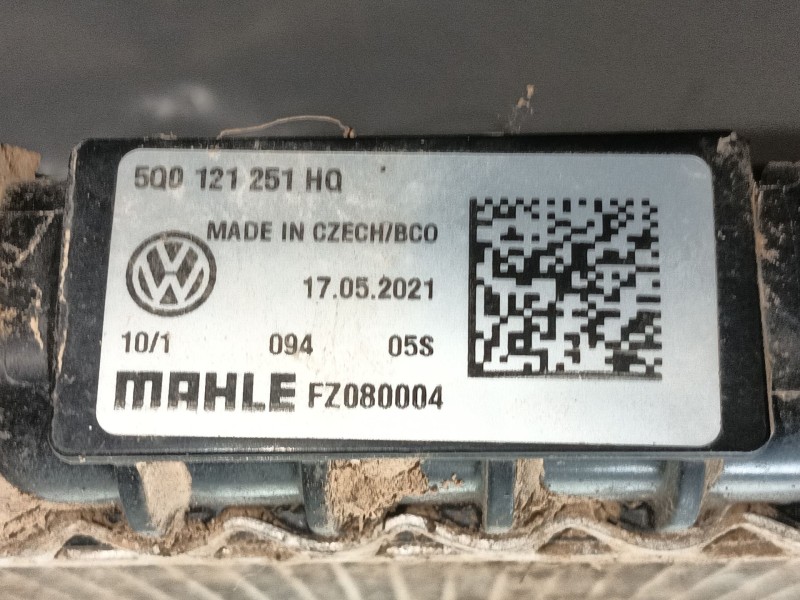 5Q0 121 251 HQ
MADE IN CZECH/BCO
17.05.2021
10/1 094 05S
MAHLE FZ080004